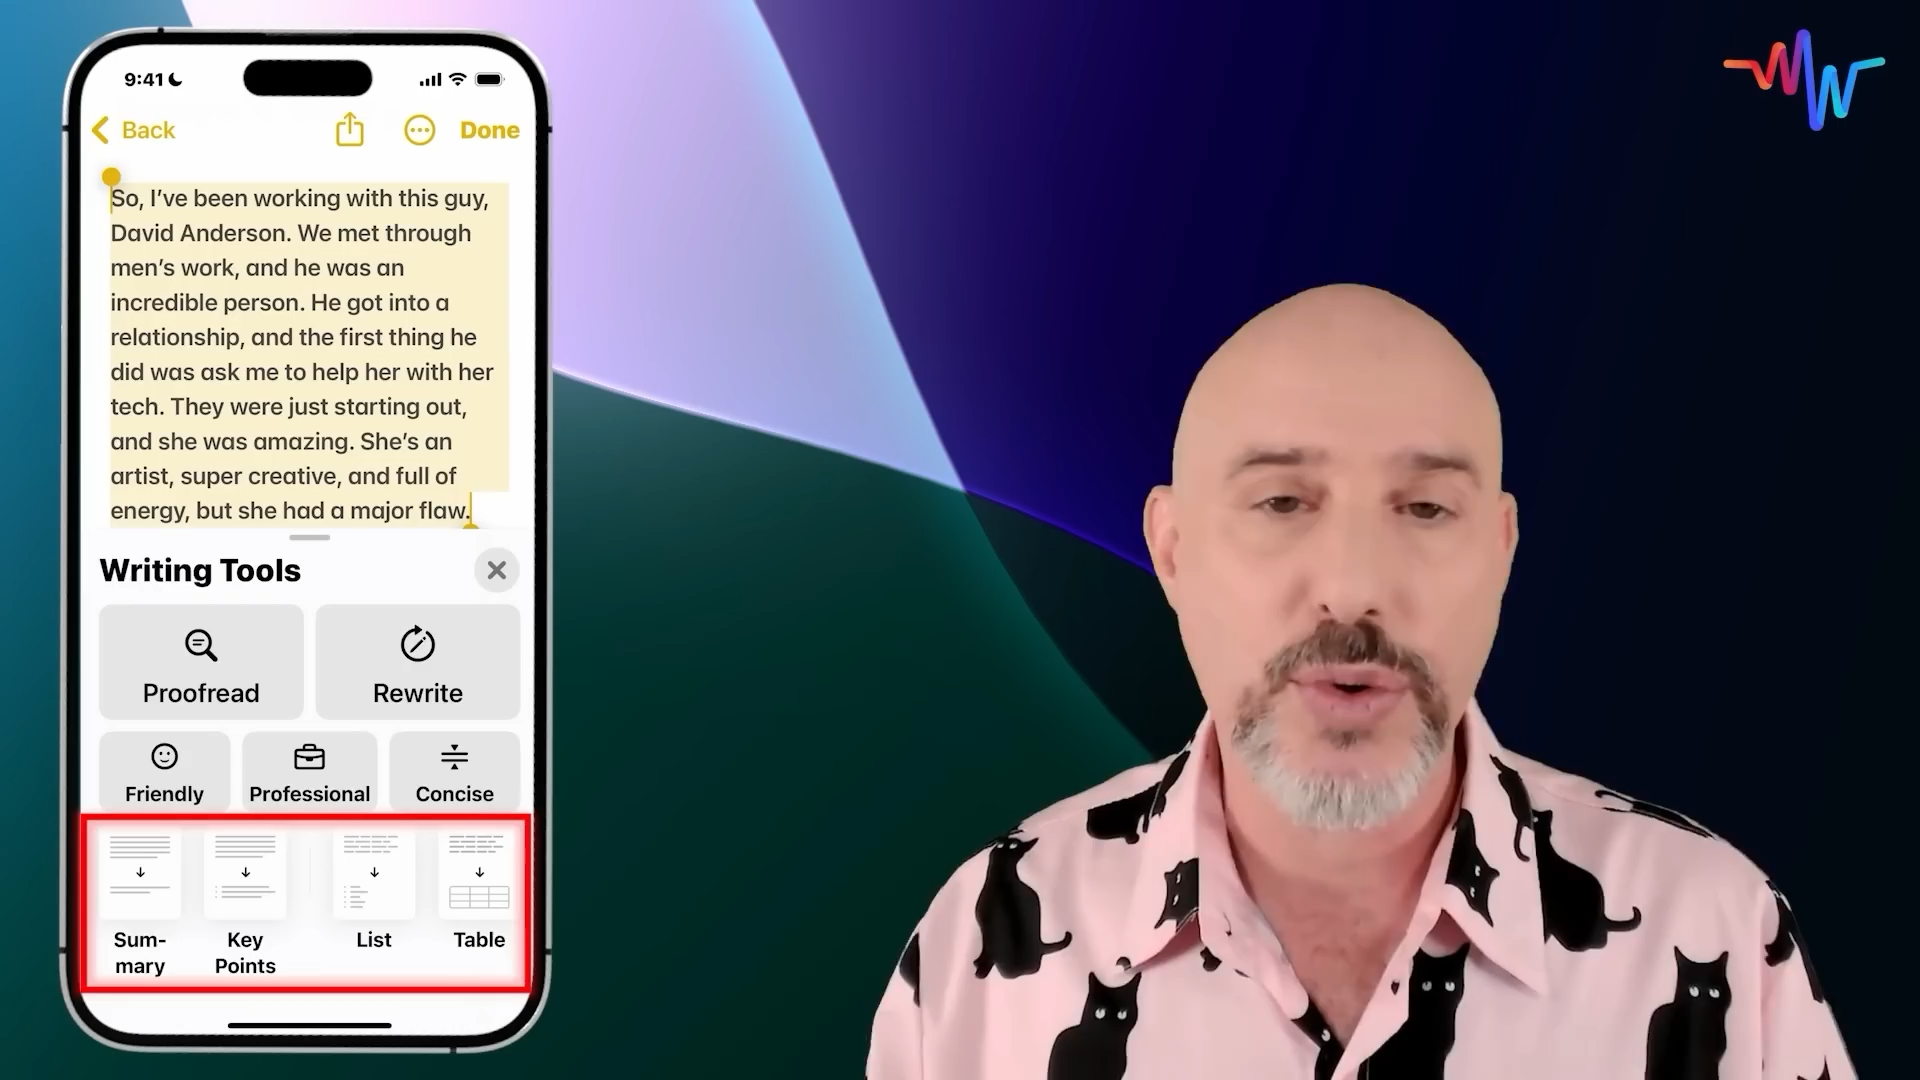 9:41
Back
Done
So, I’ve been working with this guy,
David Anderson. We met through
men’s work, and he was an
incredible person. He got into a
relationship, and the first thing he
did was ask me to help her with her
tech. They were just starting out,
and she was amazing. She’s an
artist, super creative, and full of
energy, but she had a major flaw.
Writing Tools
Proofread
Rewrite
Friendly
Professional
Concise
Sum-
mary
Key
Points
List
Table